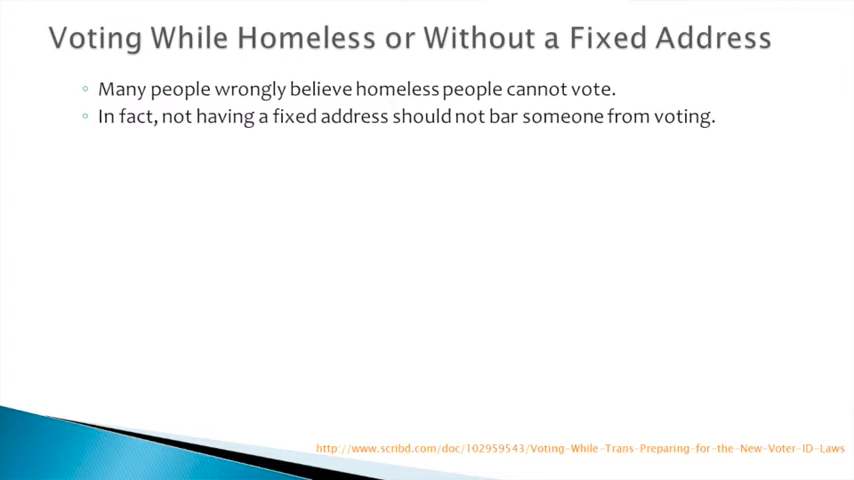 Voting While Homeless or Without a Fixed Address
Many people wrongly believe homeless people cannot vote.
In fact, not having a fixed address should not bar someone from voting.
http://www.scribd.com/doc/102959543/Voting-While-Trans-Preparing-for-the-New-Voter-ID-Laws